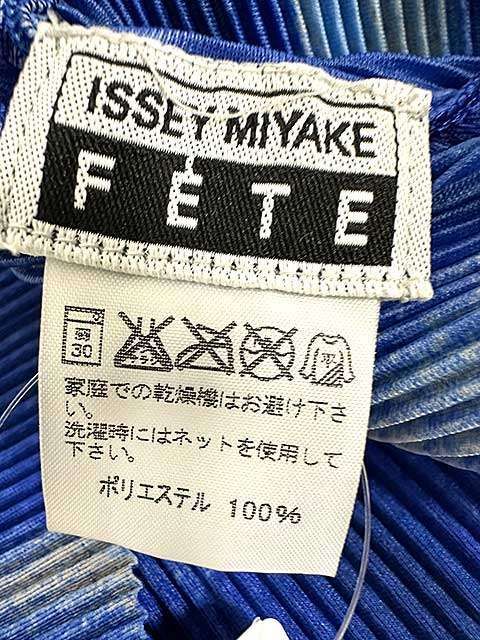 ISSEY MIYAKE
FÊTE
弱
30
家庭での乾燥機はお避け下さ
い。
洗濯時にはネットを使用して
下さい。
ポリエステル 100%